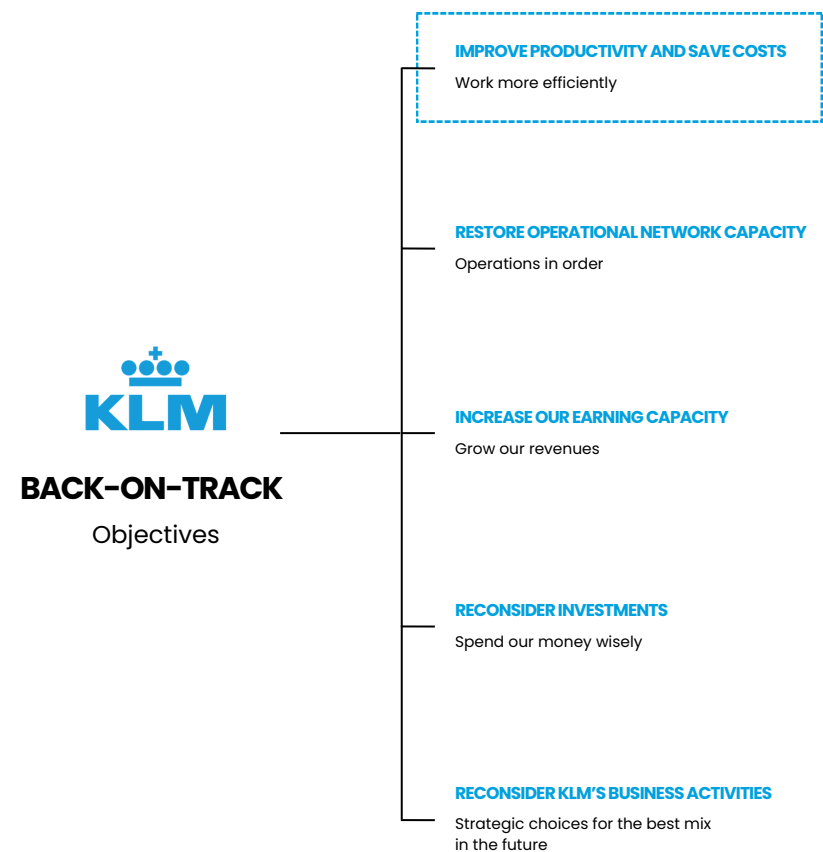 KLM
BACK-ON-TRACK
Objectives
IMPROVE PRODUCTIVITY AND SAVE COSTS
Work more efficiently
RESTORE OPERATIONAL NETWORK CAPACITY
Operations in order
INCREASE OUR EARNING CAPACITY
Grow our revenues
RECONSIDER INVESTMENTS
Spend our money wisely
RECONSIDER KLM'S BUSINESS ACTIVITIES
Strategic choices for the best mix
in the future